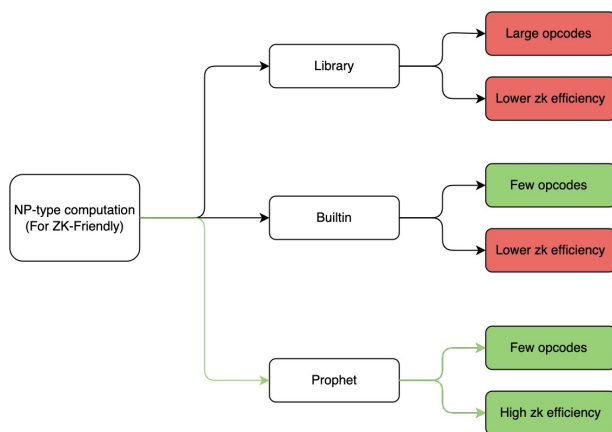 Large opcodes
Library
Lower zk efficiency
NP-type computation
(For ZK-Friendly)
Few opcodes
Builtin
Lower zk efficiency
Few opcodes
Prophet
High zk efficiency